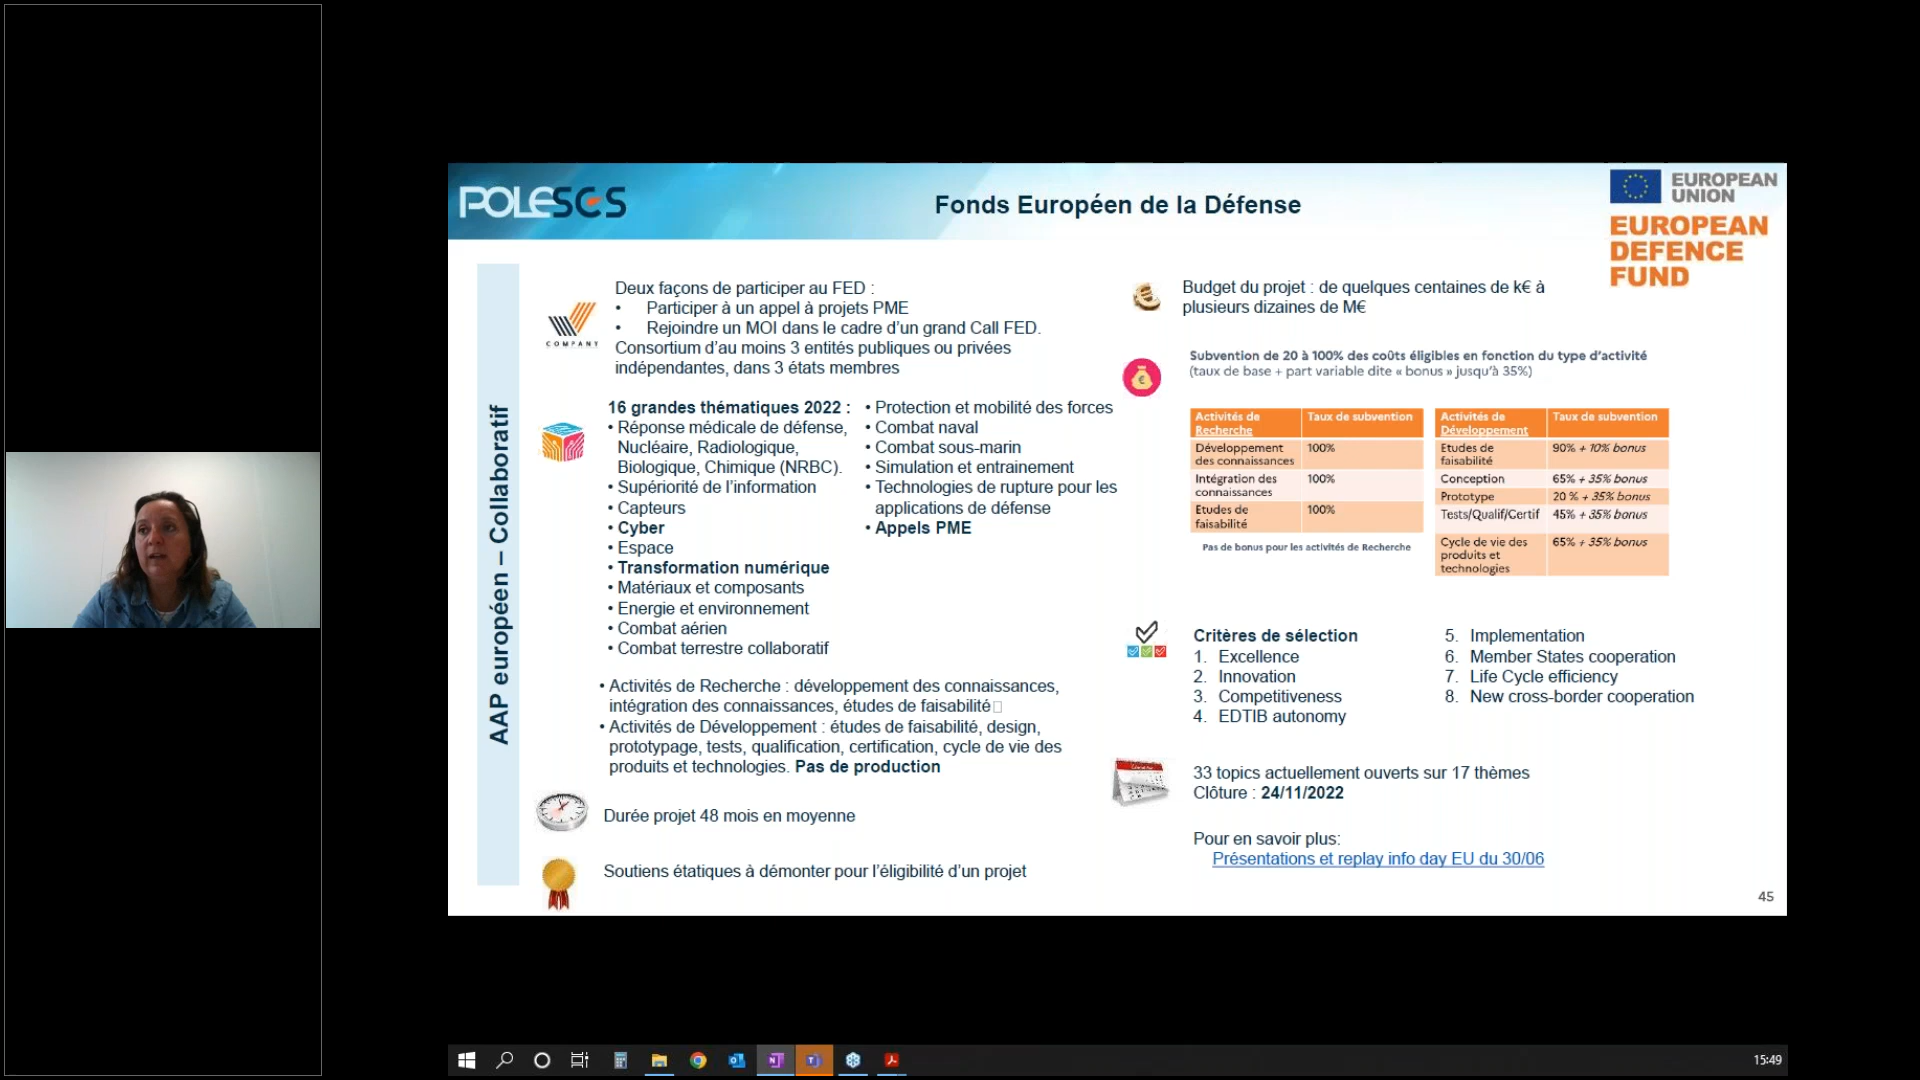 POLESCS
Fonds Européen de la Défense
EUROPEAN
UNION
EUROPEAN
DEFENCE
FUND
AAP européen – Collaboratif
COMPANY
Deux façons de participer au FED :
• Participer à un appel à projets PME
• Rejoindre un MOI dans le cadre d’un grand Call FED.
Consortium d’au moins 3 entités publiques ou privées
indépendantes, dans 3 états membres
16 grandes thématiques 2022 :
• Réponse médicale de défense,
Nucléaire, Radiologique,
Biologique, Chimique (NRBC).
• Supériorité de l’information
• Capteurs
• Cyber
• Espace
• Transformation numérique
• Matériaux et composants
• Energie et environnement
• Combat aérien
• Combat terrestre collaboratif
• Protection et mobilité des forces
• Combat naval
• Combat sous-marin
• Simulation et entrainement
• Technologies de rupture pour les
applications de défense
• Appels PME
• Activités de Recherche : développement des connaissances,
intégration des connaissances, études de faisabilité
• Activités de Développement : études de faisabilité, design,
prototypage, tests, qualification, certification, cycle de vie des
produits et technologies. Pas de production
Durée projet 48 mois en moyenne
Soutiens étatiques à démonter pour l’éligibilité d’un projet
Budget du projet : de quelques centaines de k€ à
plusieurs dizaines de M€
Subvention de 20 à 100% des coûts éligibles en fonction du type d’activité
(taux de base + part variable dite « bonus » jusqu’à 35%)
Activités de Taux de subvention
Recherche
Développement 100%
des connaissances
Intégration des 100%
connaissances
Etudes de 100%
faisabilité
Pas de bonus pour les activités de Recherche
Activités de Taux de subvention
Développement
Etudes de 90% + 10% bonus
faisabilité
Conception 65% + 35% bonus
Prototype 20 % + 35% bonus
Tests/Qualif/Certif 45% + 35% bonus
Cycle de vie des 65% + 35% bonus
produits et
technologies
Critères de sélection
1. Excellence
2. Innovation
3. Competitiveness
4. EDTIB autonomy
5. Implementation
6. Member States cooperation
7. Life Cycle efficiency
8. New cross-border cooperation
33 topics actuellement ouverts sur 17 thèmes
Clôture : 24/11/2022
Pour en savoir plus:
Présentations et replay info day EU du 30/06
45
15:49